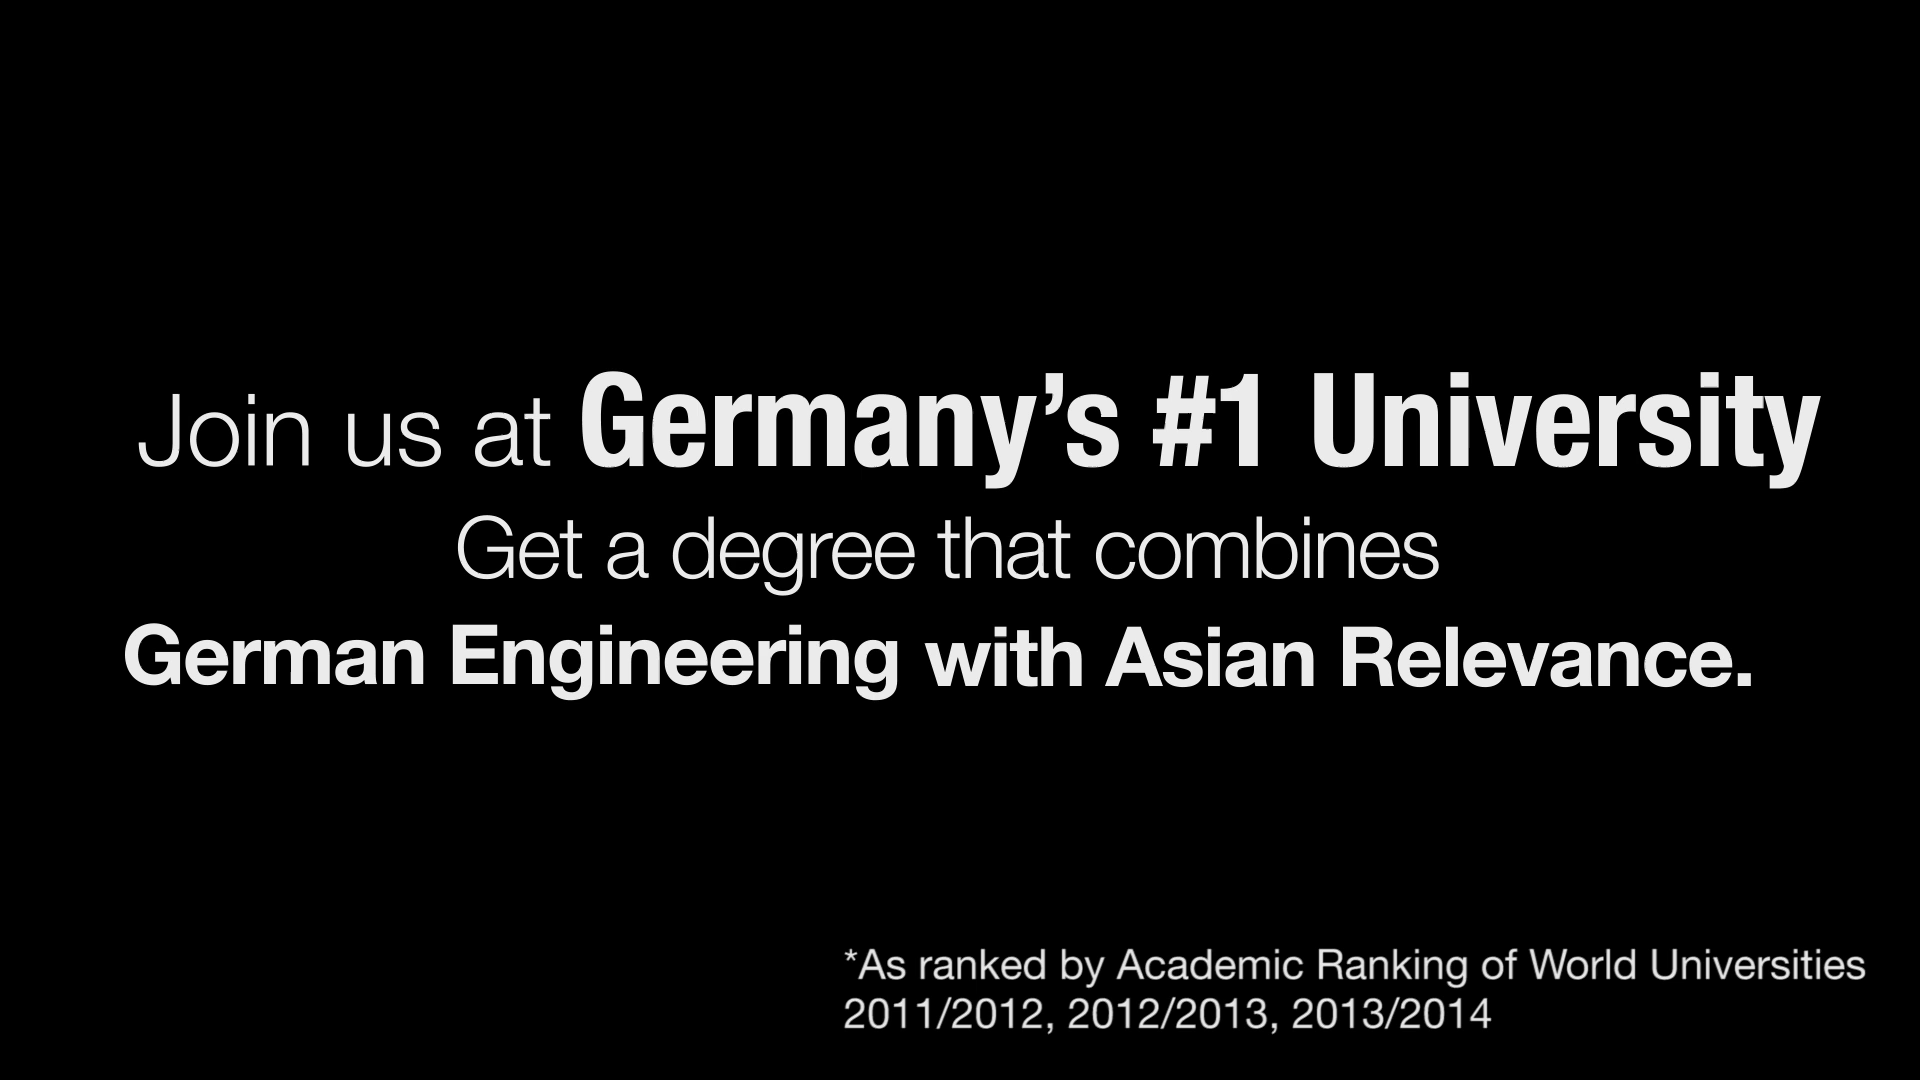 Join us at Germany’s #1 University
Get a degree that combines
German Engineering with Asian Relevance.
*As ranked by Academic Ranking of World Universities
2011/2012, 2012/2013, 2013/2014